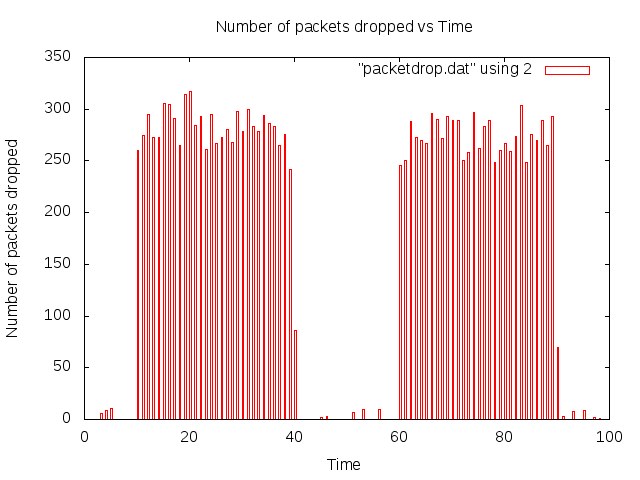 Number of packets dropped vs Time
"packetdrop.dat" using 2
Number of packets dropped
350
300
250
200
150
100
50
0
0 20 40 60 80 100
Time